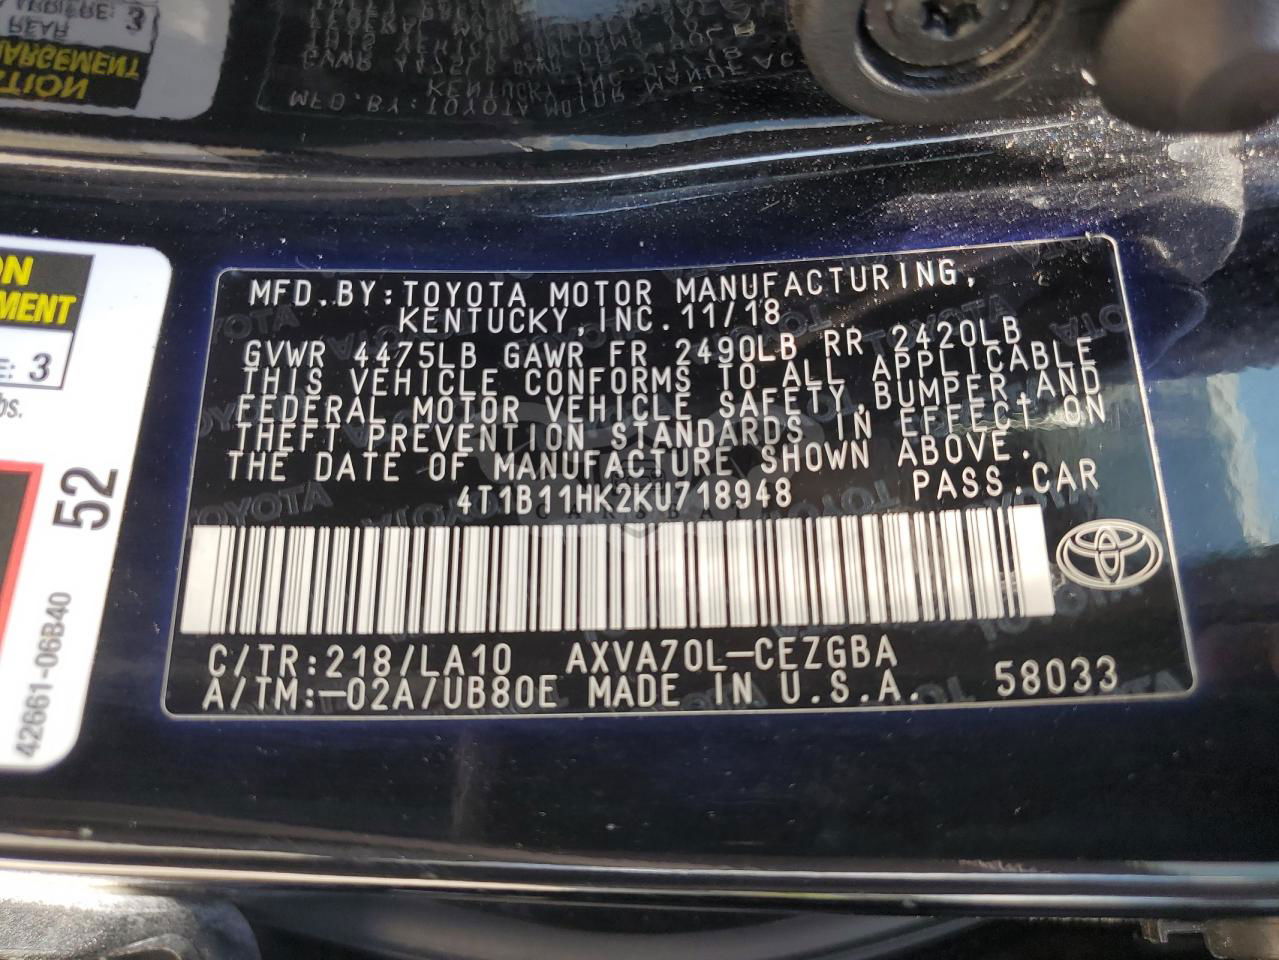 MFD.BY:TOYOTA MOTOR MANUFACTURING,
KENTUCKY,INC.11/18
GVWR 4475LB GAWR FR 2490LB RR 2420LB
THIS VEHICLE CONFORMS TO ALL APPLICABLE
FEDERAL MOTOR VEHICLE SAFETY,BUMPER,AND
THEFT PREVENTION STANDARDS IN EFFECT ON
THE DATE OF MANUFACTURE SHOWN ABOVE.
4T1B11HK2KU718948 PASS.CAR
C/TR:218/LA10 AXVA70L-CEZGBA
A/TM:-02A/UB80E MADE IN U.S.A. 58033
52
42661-06B40